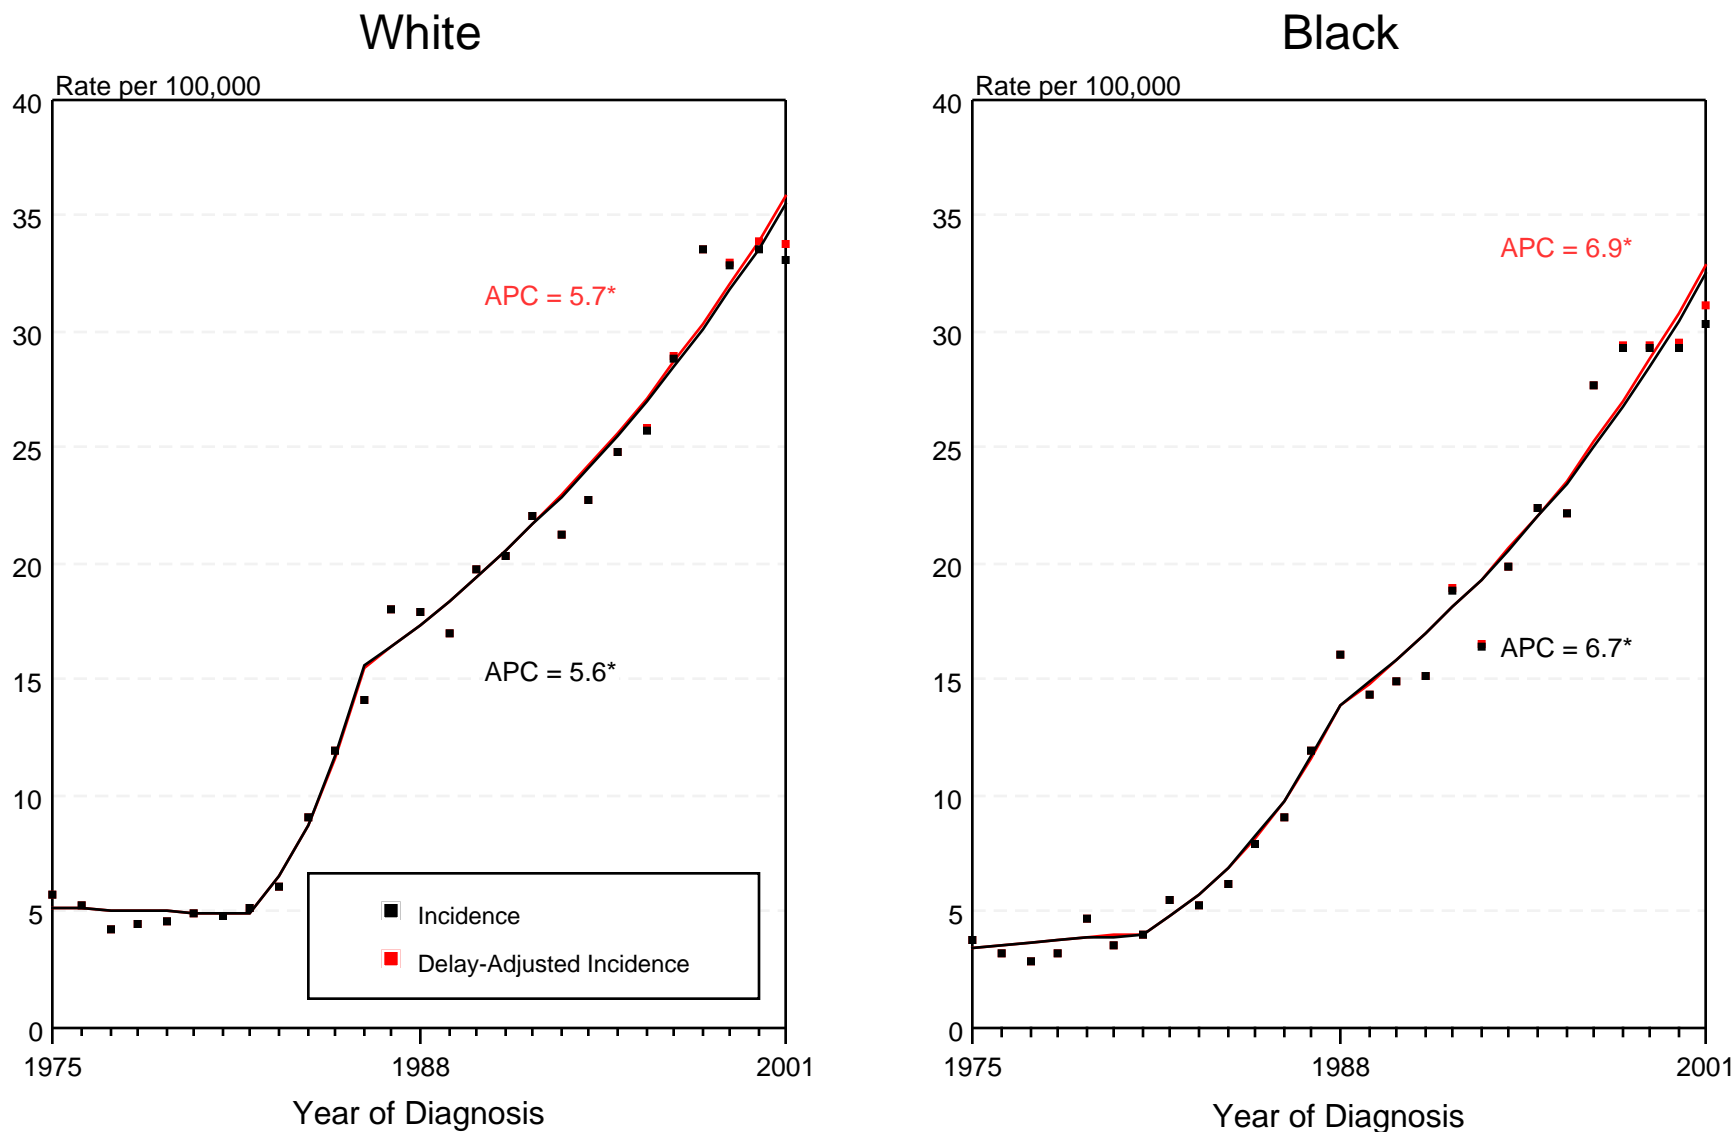 White
Rate per 100,000
40
35
30
25
20
15
10
5
0
APC = 5.7*
APC = 5.6*
Incidence
Delay-Adjusted Incidence
1975 1988 2001
Year of Diagnosis
Black
Rate per 100,000
40
35
30
25
20
15
10
5
0
APC = 6.9*
APC = 6.7*
1975 1988 2001
Year of Diagnosis